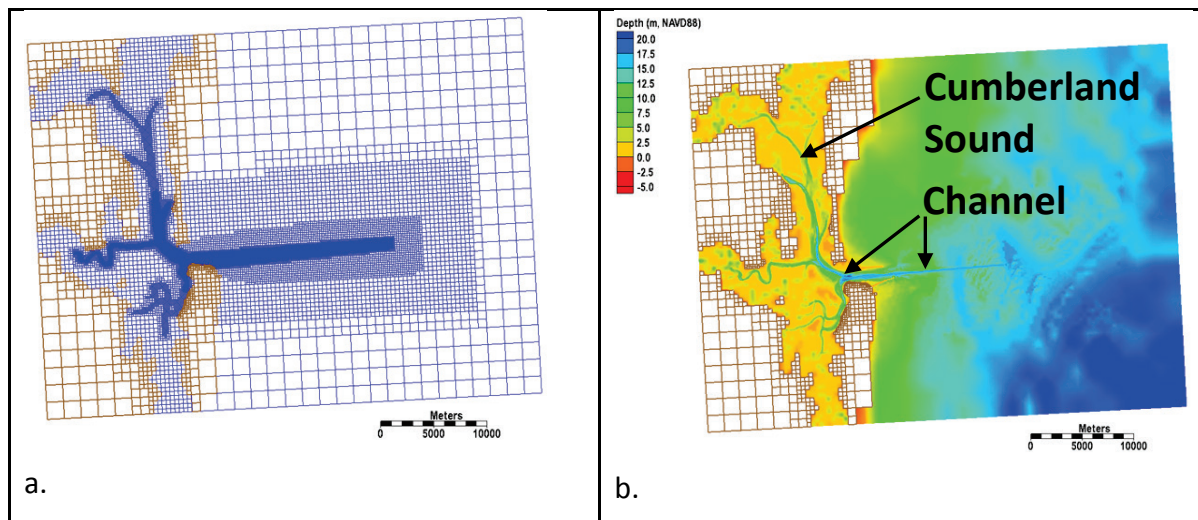 Meters
0 5000 10000
a.
Depth (m, NAVD88)
20.0
17.5
15.0
12.5
10.0
7.5
5.0
2.5
0.0
-2.5
-5.0
Cumberland
Sound
Channel
Meters
0 5000 10000
b.